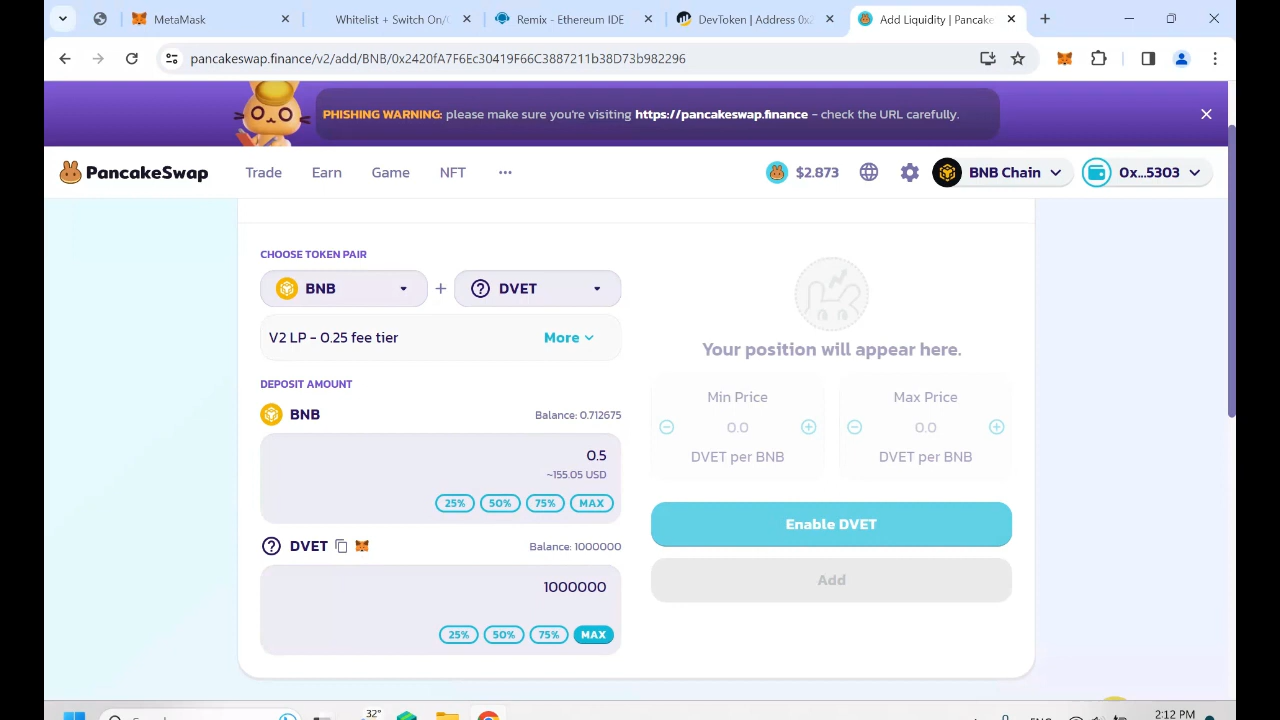 MetaMask
Whitelist + Switch On/
Remix - Ethereum IDE
DevToken | Address 0x2
Add Liquidity | Pancake
pancakeswap.finance/v2/add/BNB/0x2420fA7F6Ec30419F66C3887211b38D73b982296
PHISHING WARNING: please make sure you're visiting https://pancakeswap.finance - check the URL carefully.
PancakeSwap
Trade
Earn
Game
NFT
$2.873
BNB Chain
0x...5303
CHOOSE TOKEN PAIR
BNB
+
DVET
V2 LP - 0.25 fee tier
More
DEPOSIT AMOUNT
BNB
Balance: 0.712675
0.5
~155.05 USD
25%
50%
75%
MAX
DVET
Balance: 1000000
1000000
25%
50%
75%
MAX
Your position will appear here.
Min Price
Max Price
0.0
0.0
DVET per BNB
DVET per BNB
Enable DVET
Add
32°
2:12 PM